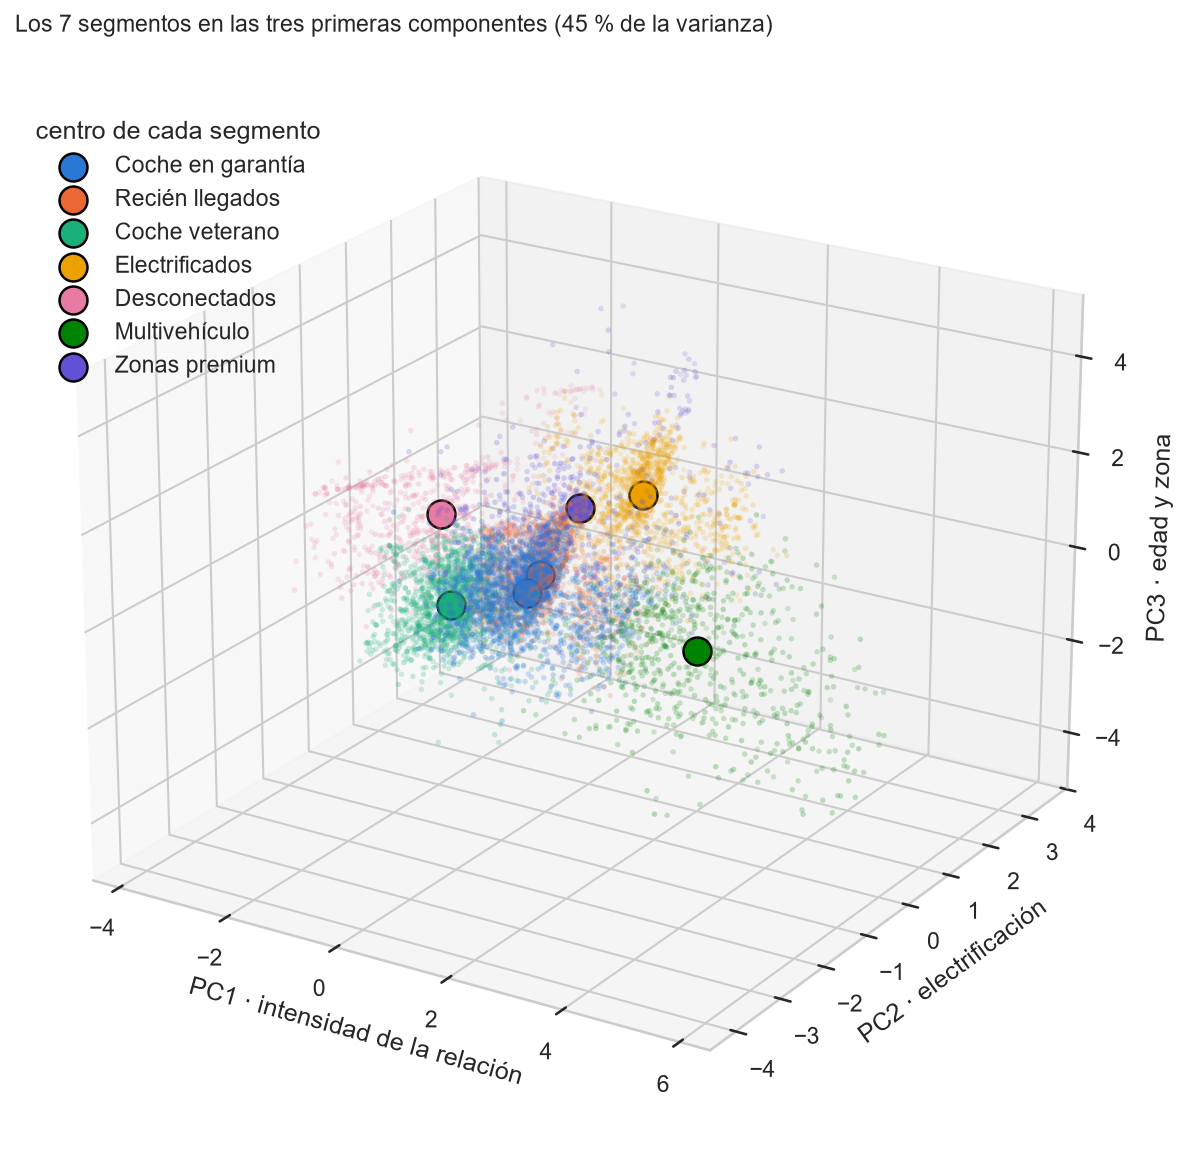 Los 7 segmentos en las tres primeras componentes (45 % de la varianza)
centro de cada segmento
Coche en garantía
Recién llegados
Coche veterano
Electrificados
Desconectados
Multivehículo
Zonas premium
4
2
0
−2
−4
PC3 · edad y zona
−4
−2
0
2
4
6
PC1 · intensidad de la relación
4
3
2
1
0
−1
−2
−3
−4
PC2 · electrificación